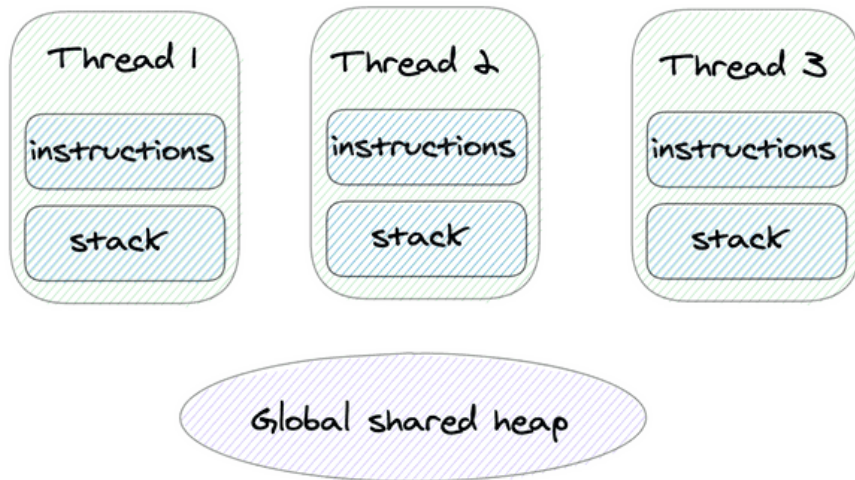 Thread 1
instructions
stack
Thread 2
instructions
stack
Thread 3
instructions
stack
Global shared heap